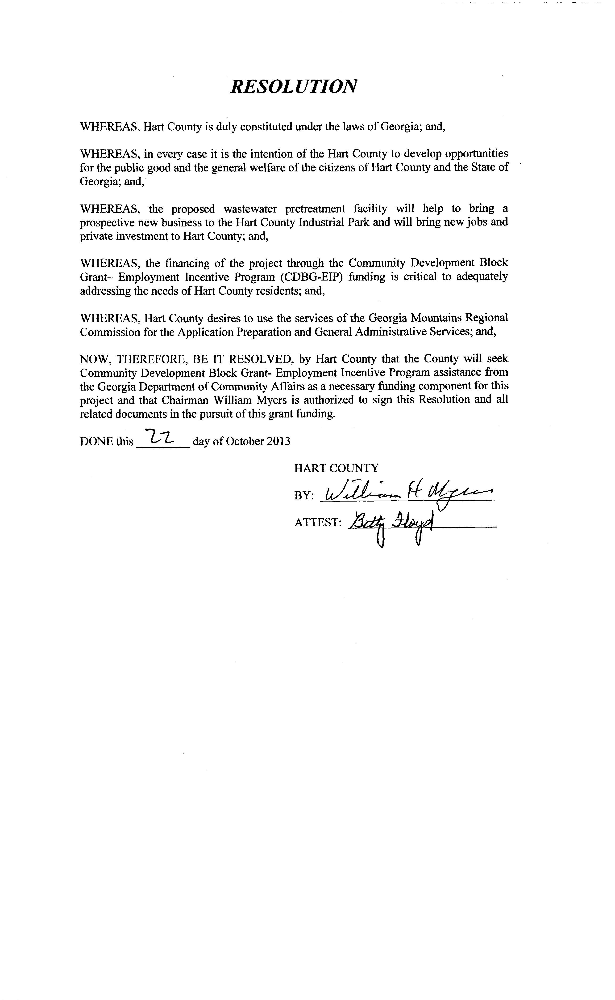 RESOLUTION
WHEREAS, Hart County is duly constituted under the laws of Georgia; and,
WHEREAS, in every case it is the intention of the Hart County to develop opportunities
for the public good and the general welfare of the citizens of Hart County and the State of
Georgia; and,
WHEREAS, the proposed wastewater pretreatment facility will help to bring a
prospective new business to the Hart County Industrial Park and will bring new jobs and
private investment to Hart County; and,
WHEREAS, the financing of the project through the Community Development Block
Grant– Employment Incentive Program (CDBG-EIP) funding is critical to adequately
addressing the needs of Hart County residents; and,
WHEREAS, Hart County desires to use the services of the Georgia Mountains Regional
Commission for the Application Preparation and General Administrative Services; and,
NOW, THEREFORE, BE IT RESOLVED, by Hart County that the County will seek
Community Development Block Grant- Employment Incentive Program assistance from
the Georgia Department of Community Affairs as a necessary funding component for this
project and that Chairman William Myers is authorized to sign this Resolution and all
related documents in the pursuit of this grant funding.
DONE this 22 day of October 2013
HART COUNTY
BY: William H Myers
ATTEST: Betty Floyd